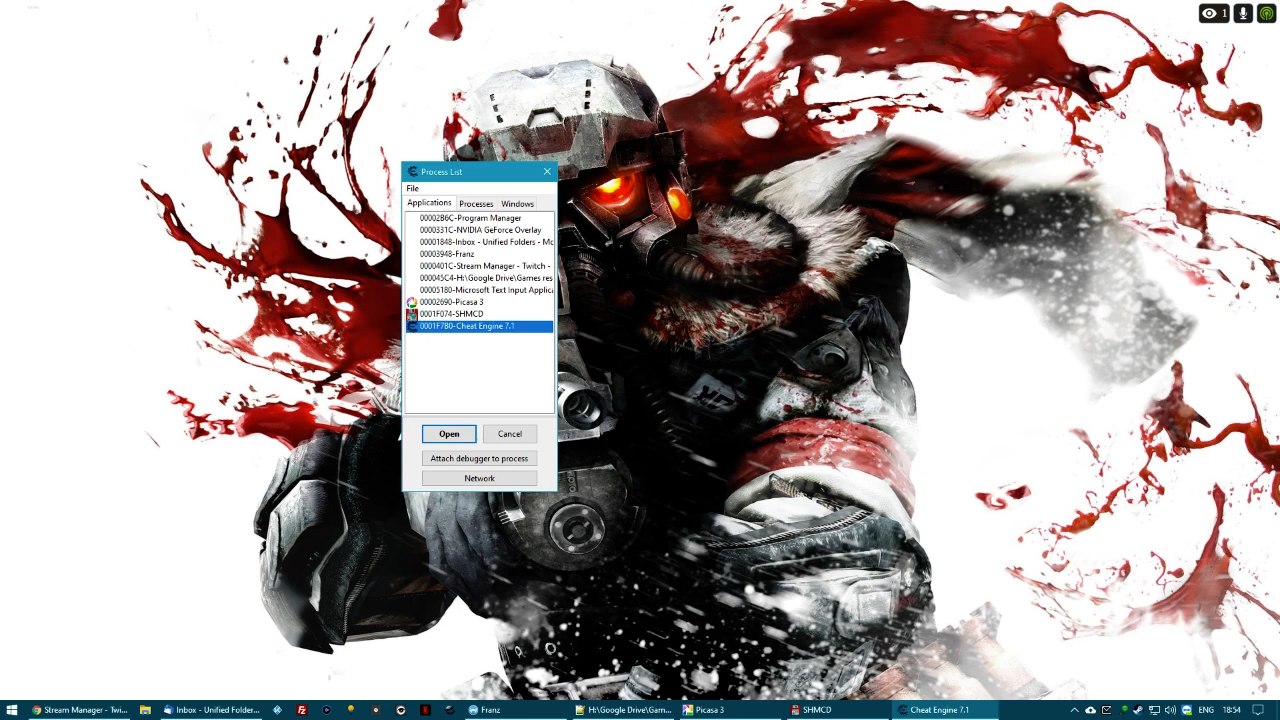 1
Process List
File
Applications Processes Windows
00002B6C-Program Manager
0000331C-NVIDIA GeForce Overlay
00001848-Inbox - Unified Folders - Mc
00003948-Franz
0000401C-Stream Manager - Twitch -
000045C4-H:\Google Drive\Games res
00005180-Microsoft Text Input Applica
00002690-Picasa 3
0001F074-SHMCD
0001F7B0-Cheat Engine 7.1
Open Cancel
Attach debugger to process
Network
Stream Manager - Twi... Inbox - Unified Folder... Franz H:\Google Drive\Gam... Picasa 3 SHMCD Cheat Engine 7.1 ENG 18:54